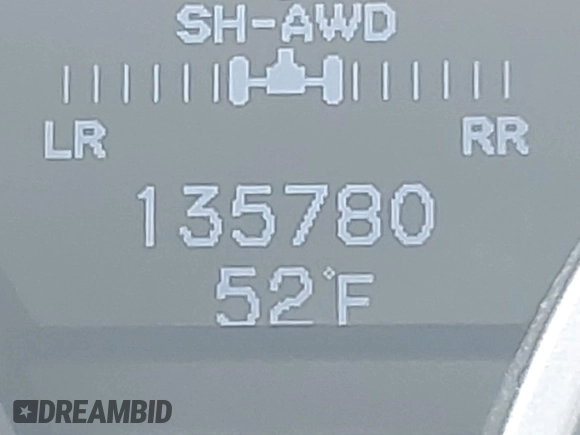 SH-AWD
LR RR
135780
52°F
DREAMBID